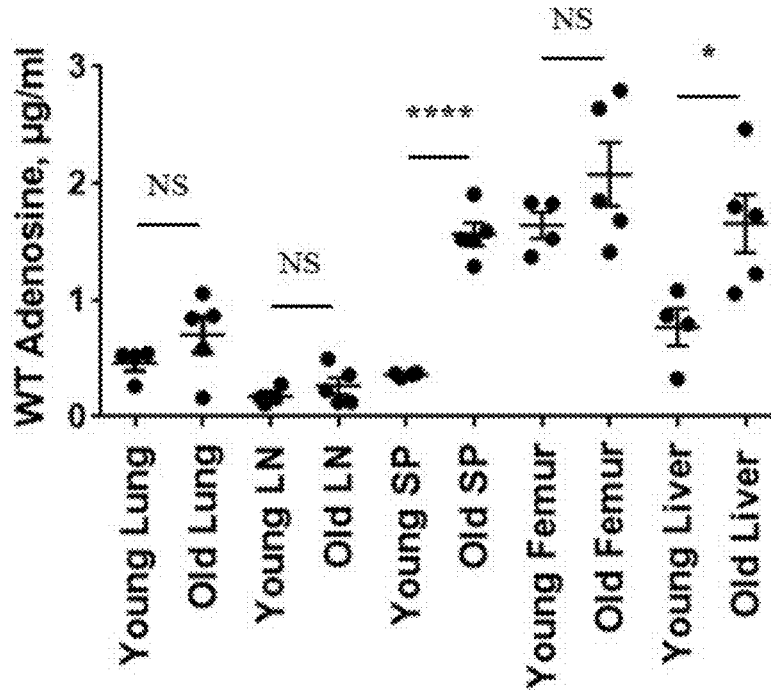 NS
*
3
****
NS
2
NS
1
0
WT Adenosine, µg/ml
Young Lung
Old Lung
Young LN
Old LN
Young SP
Old SP
Young Femur
Old Femur
Young Liver
Old Liver